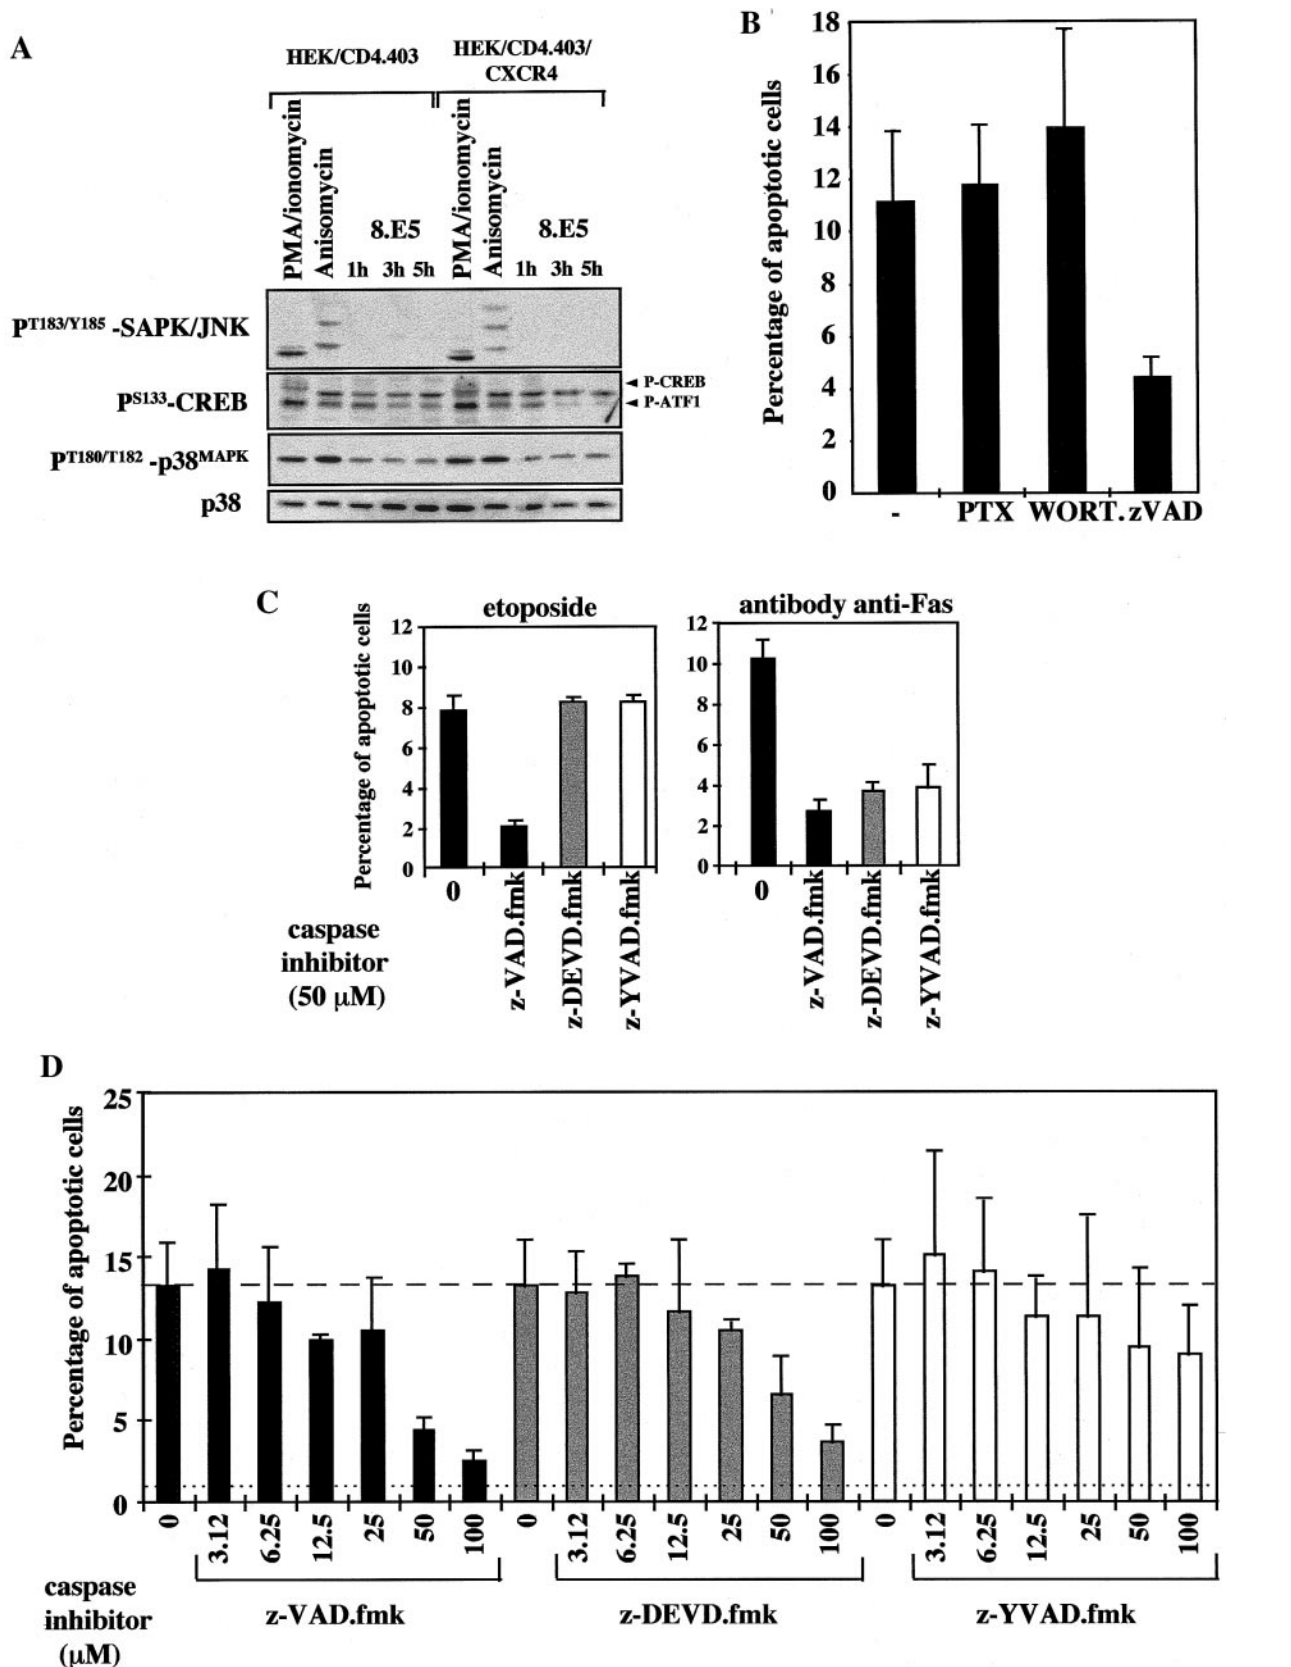 A
HEK/CD4.403
HEK/CD4.403/
CXCR4
PMA/ionomycin
Anisomycin
8.E5
1h 3h 5h
PMA/ionomycin
Anisomycin
8.E5
1h 3h 5h
PT183/Y185 -SAPK/JNK
PS133-CREB
P-CREB
P-ATF1
PT180/T182 -p38MAPK
p38
B
Percentage of apoptotic cells
18
16
14
12
10
8
6
4
2
0
- PTX WORT. zVAD
C
etoposide
Percentage of apoptotic cells
12
10
8
6
4
2
0
0 z-VAD.fmk z-DEVD.fmk z-YVAD.fmk
antibody anti-Fas
12
10
8
6
4
2
0
0 z-VAD.fmk z-DEVD.fmk z-YVAD.fmk
caspase
inhibitor
(50 μM)
D
Percentage of apoptotic cells
25
20
15
10
5
0
0 3.12 6.25 12.5 25 50 100 0 3.12 6.25 12.5 25 50 100 0 3.12 6.25 12.5 25 50 100
caspase
inhibitor
(μM)
z-VAD.fmk z-DEVD.fmk z-YVAD.fmk